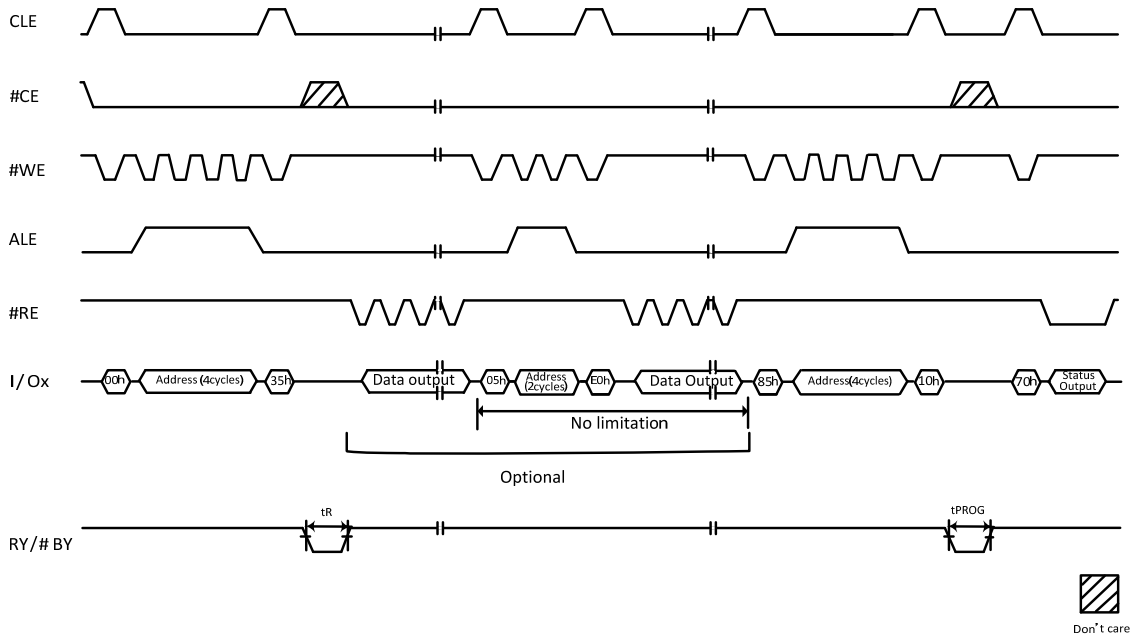 CLE
#CE
#WE
ALE
#RE
I/Ox
00h
Address (4cycles)
35h
Data output
05h
Address
(2cycles)
E0h
Data Output
85h
Address(4cycles)
10h
70h
Status
Output
No limitation
Optional
tR
tPROG
RY/# BY
Don't care